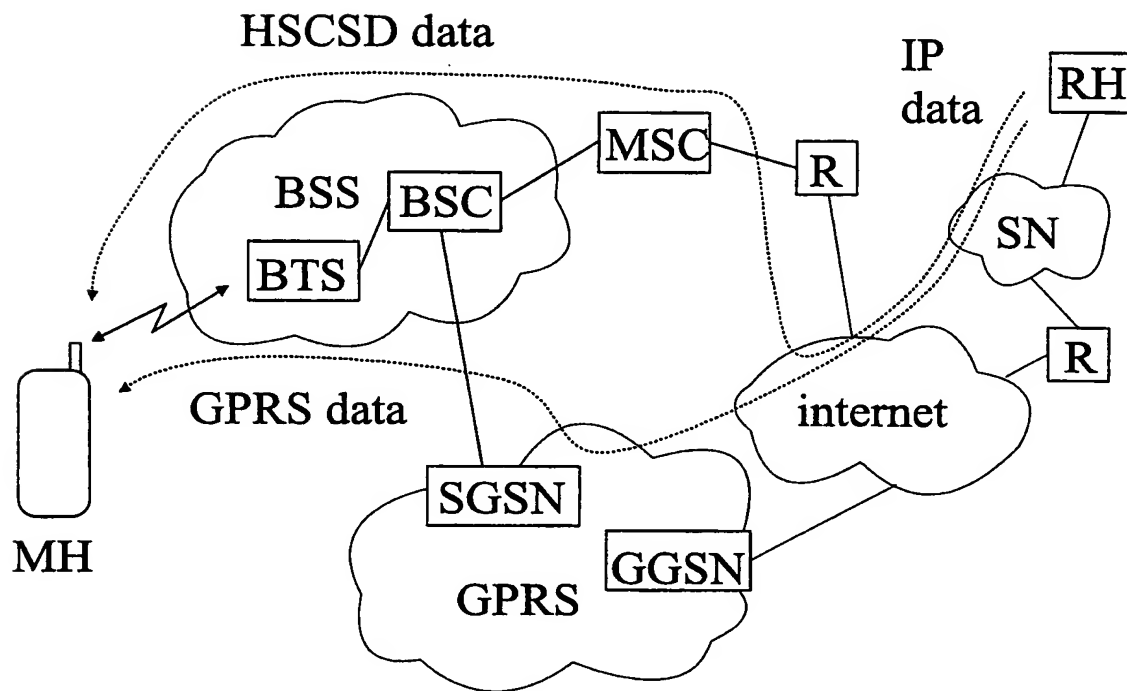 HSCSD data
IP
data
RH
MSC
R
BSS
BSC
SN
BTS
R
GPRS data
internet
SGSN
MH
GGSN
GPRS